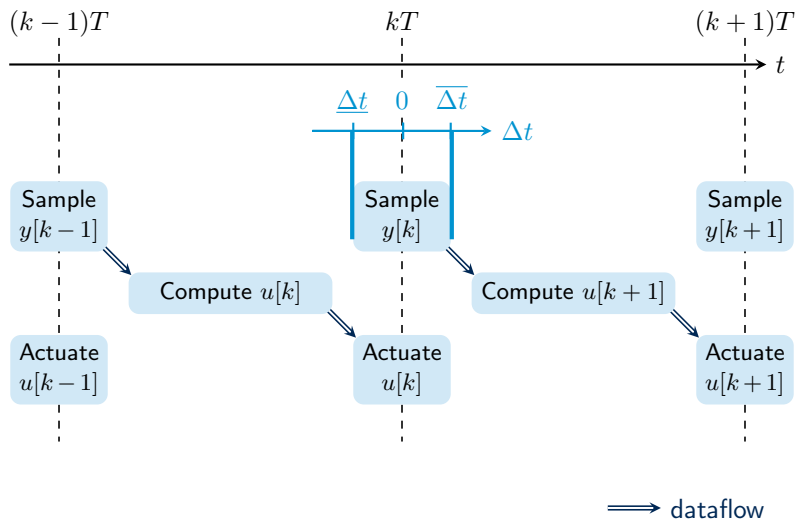 (k − 1)T kT (k + 1)T
t
Δt 0 Δt
Δt
Sample Sample Sample
y[k−1] y[k] y[k+1]
Compute u[k] Compute u[k + 1]
Actuate Actuate Actuate
u[k−1] u[k] u[k+1]
dataflow